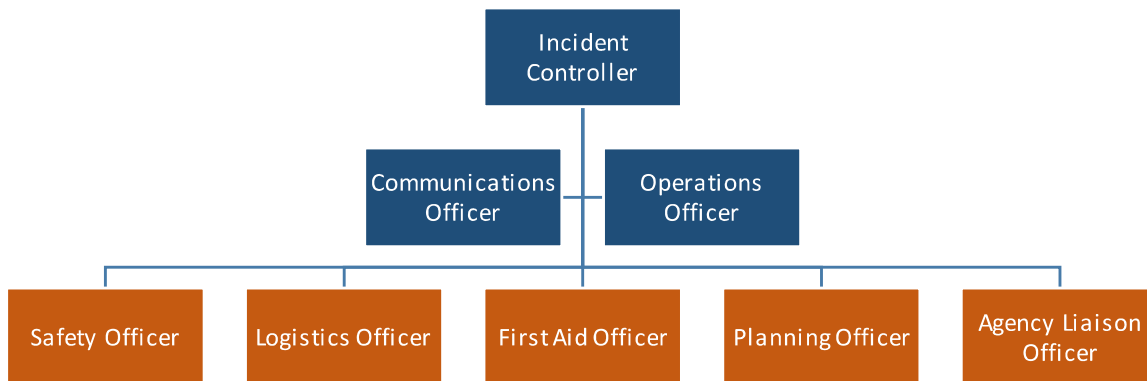 Incident
Controller
Communications
Officer
Operations
Officer
Safety Officer
Logistics Officer
First Aid Officer
Planning Officer
Agency Liaison
Officer